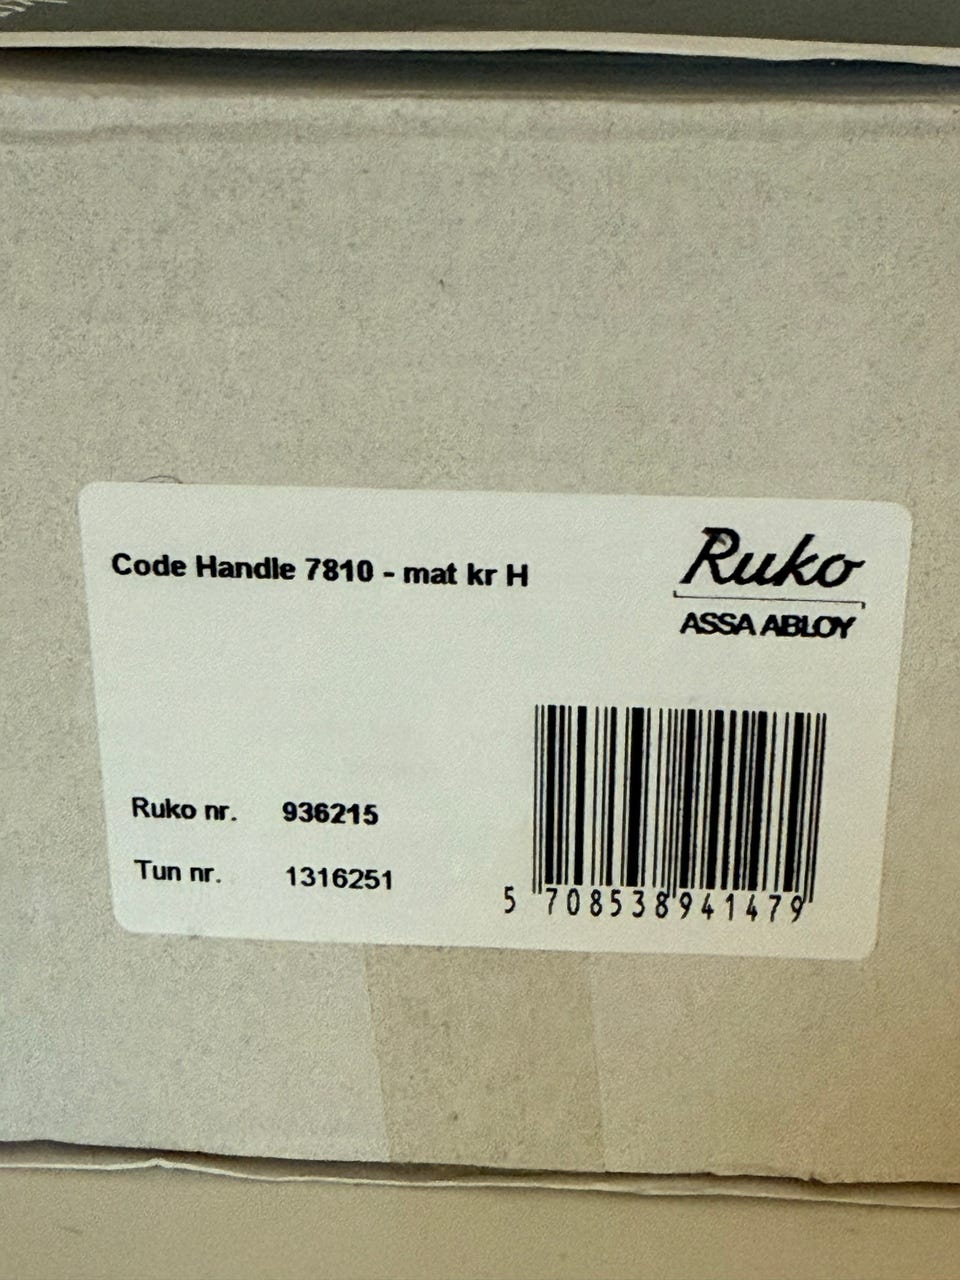 Code Handle 7810 - mat kr H
Ruko
ASSA ABLOY
Ruko nr. 936215
Tun nr. 1316251
5 708538 941479